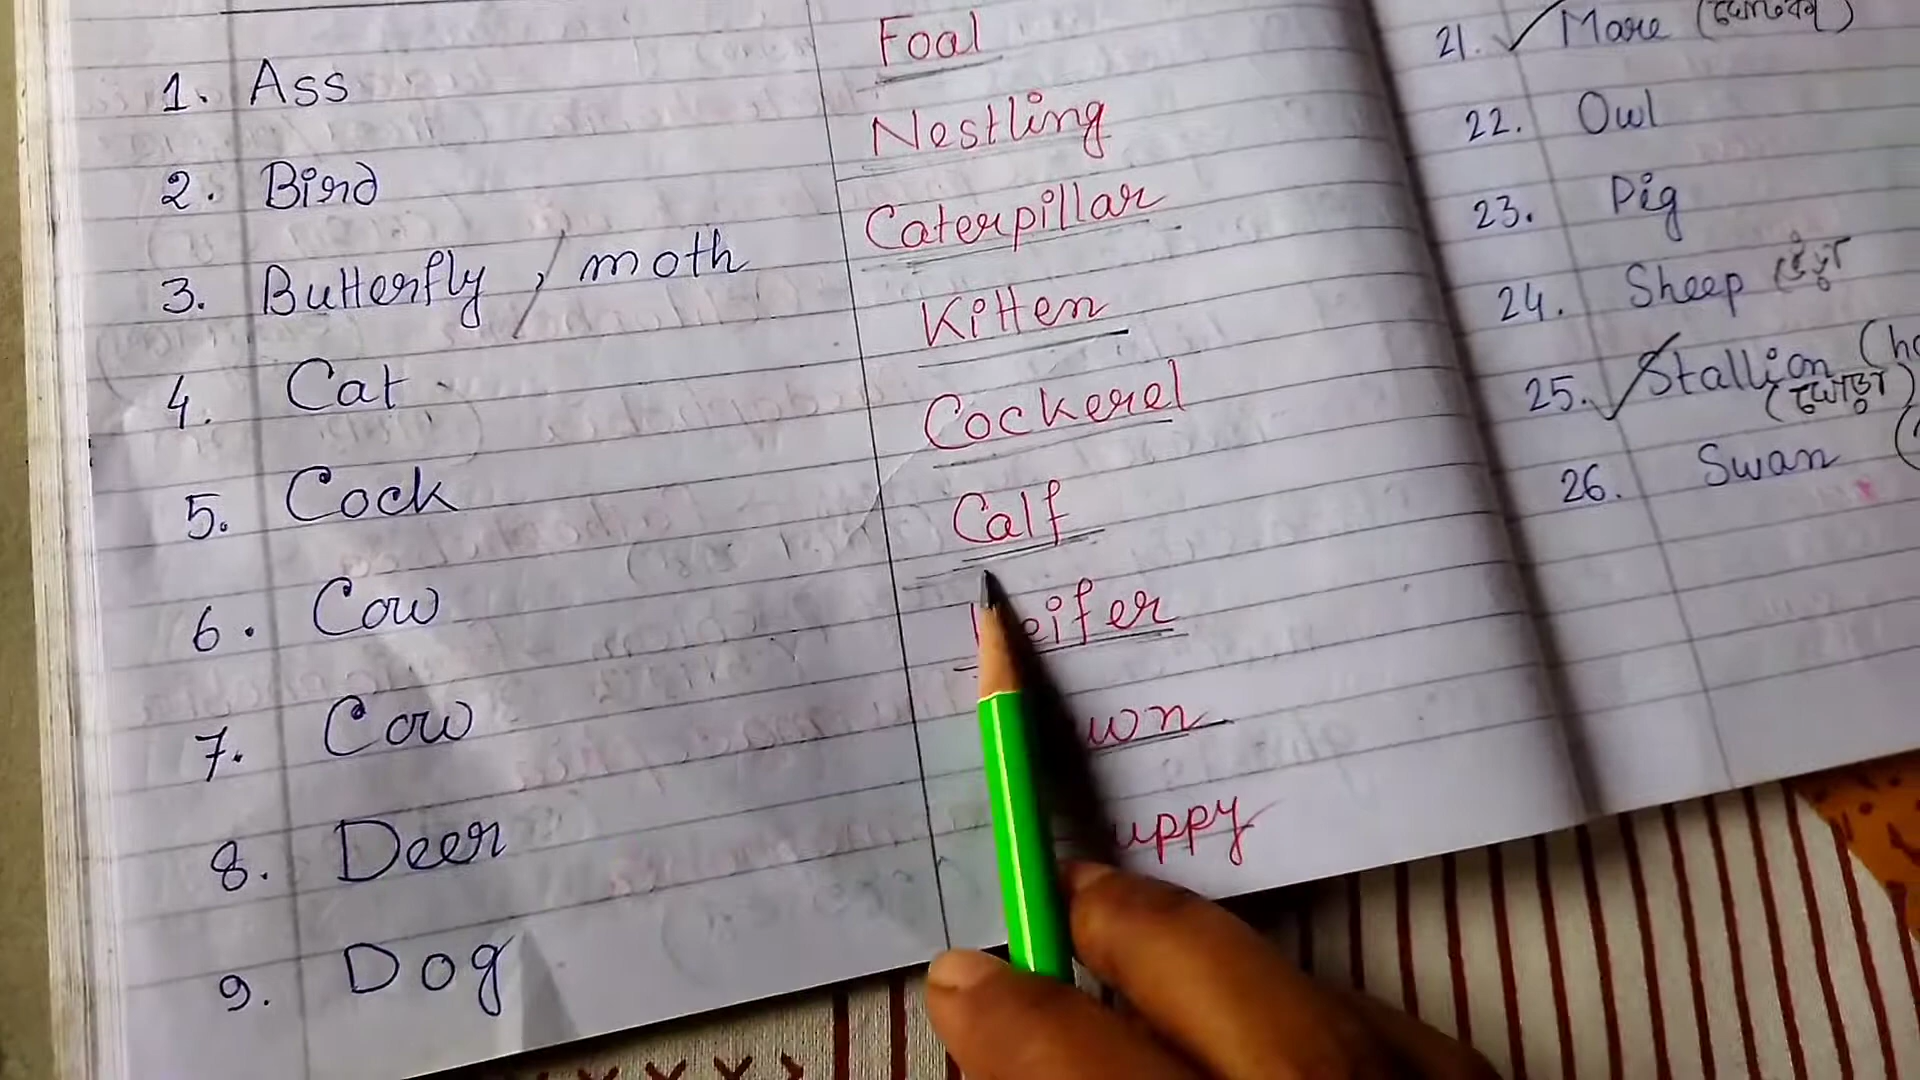 1. Ass Foal
2. Bird Nestling
3. Butterfly / moth Caterpillar
4. Cat Kitten
5. Cock Cockerel
6. Cow Calf
7. Cow eifer
8. Deer wn
9. Dog uppy
21. ✓ Mare
22. Owl
23. Pig
24. Sheep
25. ✓ Stallion (ho
(ঘোড়া)
26. Swan (